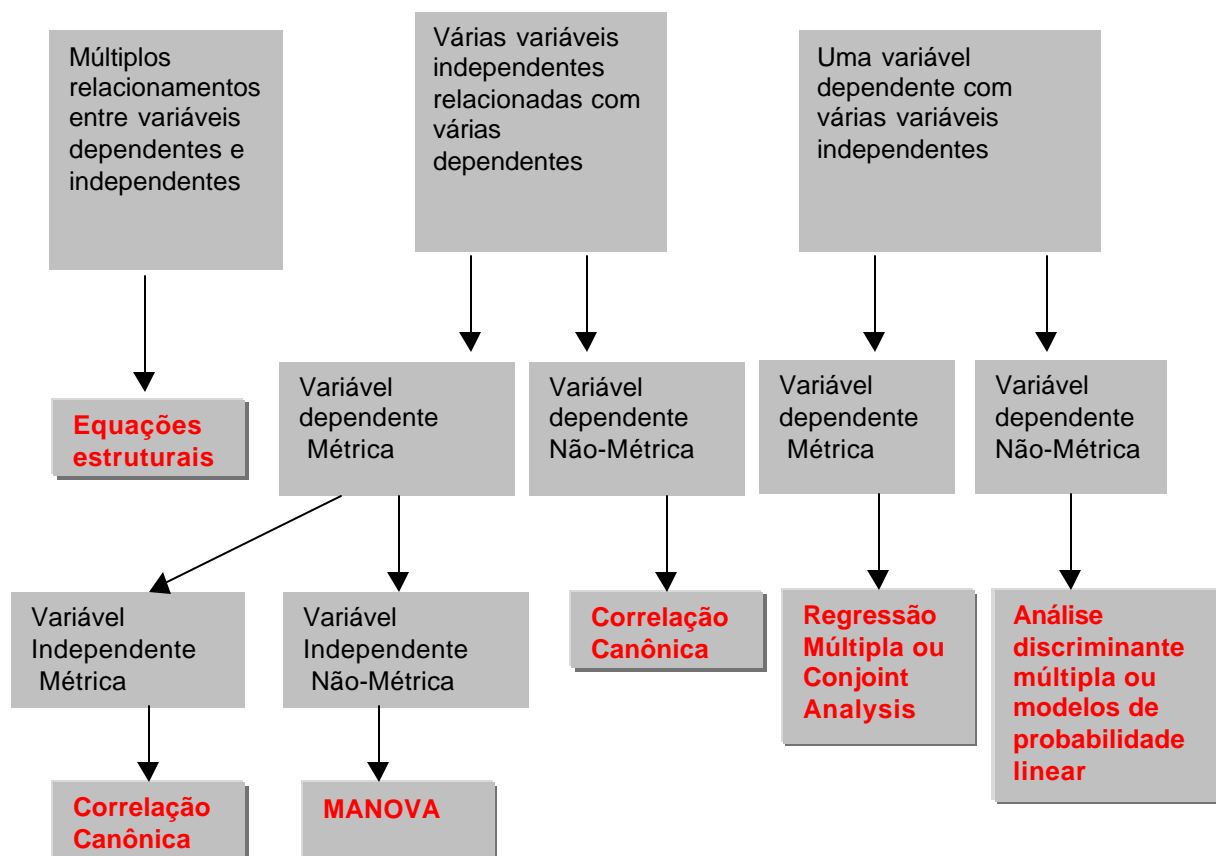 Múltiplos
relacionamentos
entre variáveis
dependentes e
independentes
Várias variáveis
independentes
relacionadas com
várias
dependentes
Uma variável
dependente com
várias variáveis
independentes
Equações
estruturais
Variável
dependente
Métrica
Variável
dependente
Não-Métrica
Variável
dependente
Métrica
Variável
dependente
Não-Métrica
Variável
Independente
Métrica
Variável
Independente
Não-Métrica
Correlação
Canônica
Regressão
Múltipla ou
Conjoint
Analysis
Análise
discriminante
múltipla ou
modelos de
probabilidade
linear
Correlação
Canônica
MANOVA